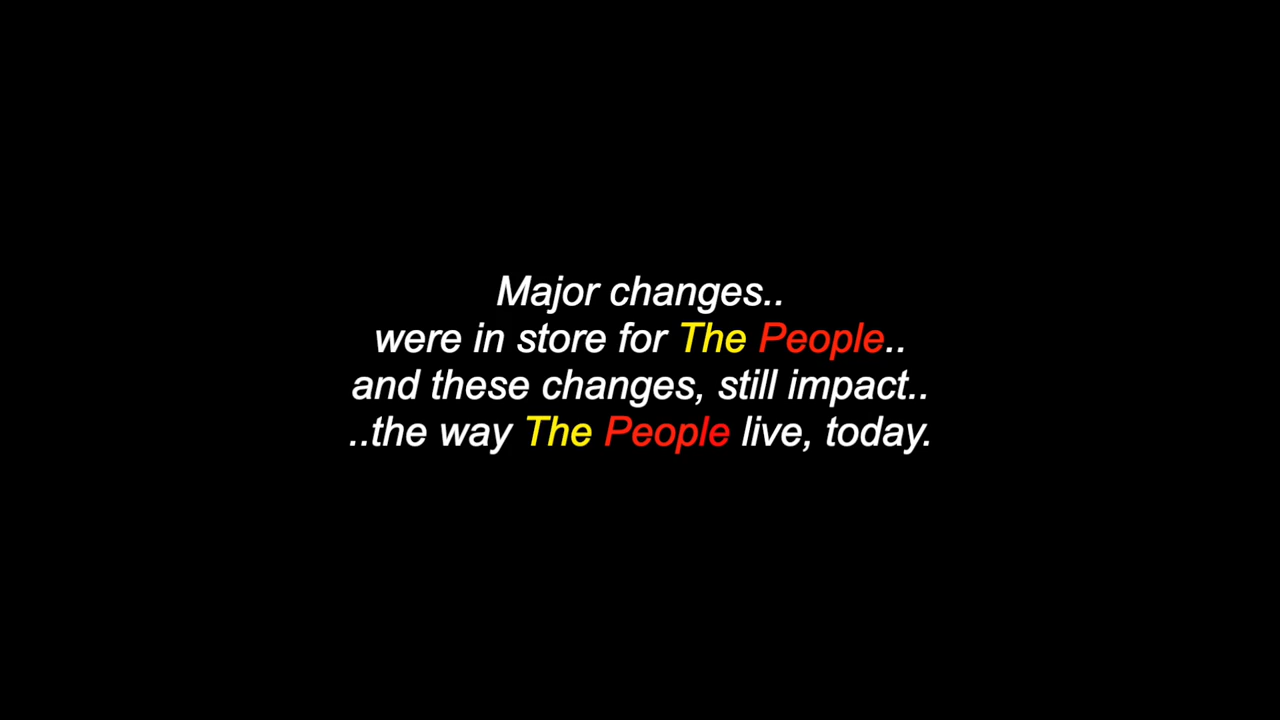 Major changes..
were in store for The People..
and these changes, still impact..
..the way The People live, today.